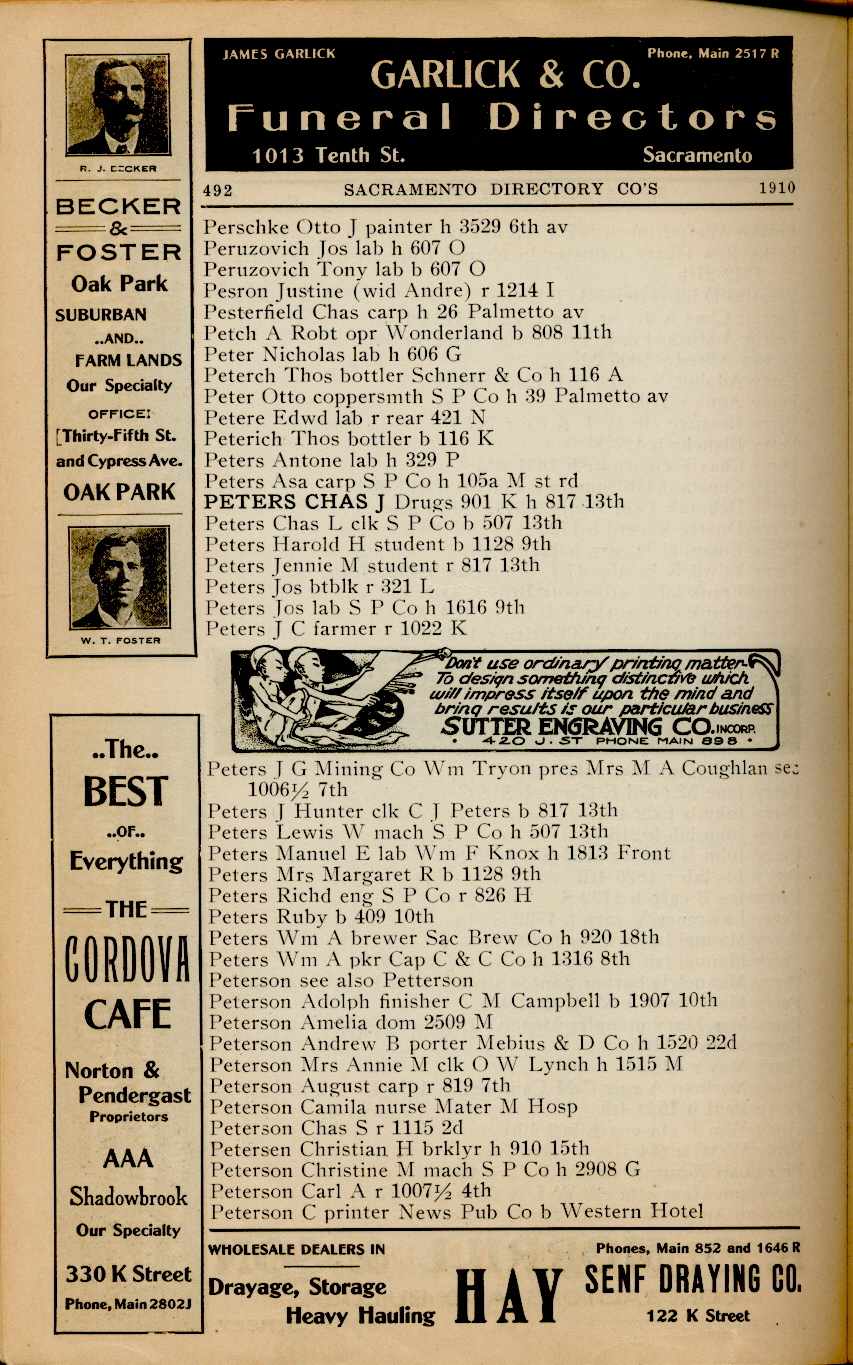 JAMES GARLICK Phone, Main 2517 R
GARLICK & CO.
Funeral Directors
1013 Tenth St. Sacramento
492 SACRAMENTO DIRECTORY CO'S 1910
R. J. BECKER
BECKER
&
FOSTER
Oak Park
SUBURBAN
..AND..
FARM LANDS
Our Specialty
OFFICE:
[Thirty-Fifth St.
and Cypress Ave.
OAK PARK
W. T. FOSTER
Perschke Otto J painter h 3529 6th av
Peruzovich Jos lab h 607 O
Peruzovich Tony lab b 607 O
Pesron Justine (wid Andre) r 1214 I
Pesterfield Chas carp h 26 Palmetto av
Petch A Robt opr Wonderland b 808 11th
Peter Nicholas lab h 606 G
Peterch Thos bottler Schnerr & Co h 116 A
Peter Otto coppersmth S P Co h 39 Palmetto av
Petere Edwd lab r rear 421 N
Peterich Thos bottler b 116 K
Peters Antone lab h 329 P
Peters Asa carp S P Co h 105a M st rd
PETERS CHAS J Drugs 901 K h 817 13th
Peters Chas L clk S P Co b 507 13th
Peters Harold H student b 1128 9th
Peters Jennie M student r 817 13th
Peters Jos btblk r 321 L
Peters Jos lab S P Co h 1616 9th
Peters J C farmer r 1022 K
Don't use ordinary printing matter-
To design something distinctive which
will impress itself upon the mind and
bring results is our particular business
SUTTER ENGRAVING CO. INCORP.
• 420 J. ST PHONE MAIN 898 •
Peters J G Mining Co Wm Tryon pres Mrs M A Coughlan sec
1006½ 7th
Peters J Hunter clk C J Peters b 817 13th
Peters Lewis W mach S P Co h 507 13th
Peters Manuel E lab Wm F Knox h 1813 Front
Peters Mrs Margaret R b 1128 9th
Peters Richd eng S P Co r 826 H
Peters Ruby b 409 10th
Peters Wm A brewer Sac Brew Co h 920 18th
Peters Wm A pkr Cap C & C Co h 1316 8th
Peterson see also Petterson
Peterson Adolph finisher C M Campbell b 1907 10th
Peterson Amelia dom 2509 M
Peterson Andrew B porter Mebius & D Co h 1520 22d
Peterson Mrs Annie M clk O W Lynch h 1515 M
Peterson August carp r 819 7th
Peterson Camila nurse Mater M Hosp
Peterson Chas S r 1115 2d
Petersen Christian H brklyr h 910 15th
Peterson Christine M mach S P Co h 2908 G
Peterson Carl A r 1007½ 4th
Peterson C printer News Pub Co b Western Hotel
..The..
BEST
..OF..
Everything
THE
CORDOVA
CAFE
Norton &
Pendergast
Proprietors
AAA
Shadowbrook
Our Specialty
330 K Street
Phone, Main 2802J
WHOLESALE DEALERS IN
Drayage, Storage
Heavy Hauling
HAY
Phones, Main 852 and 1646 R
SENF DRAYING CO.
122 K Street